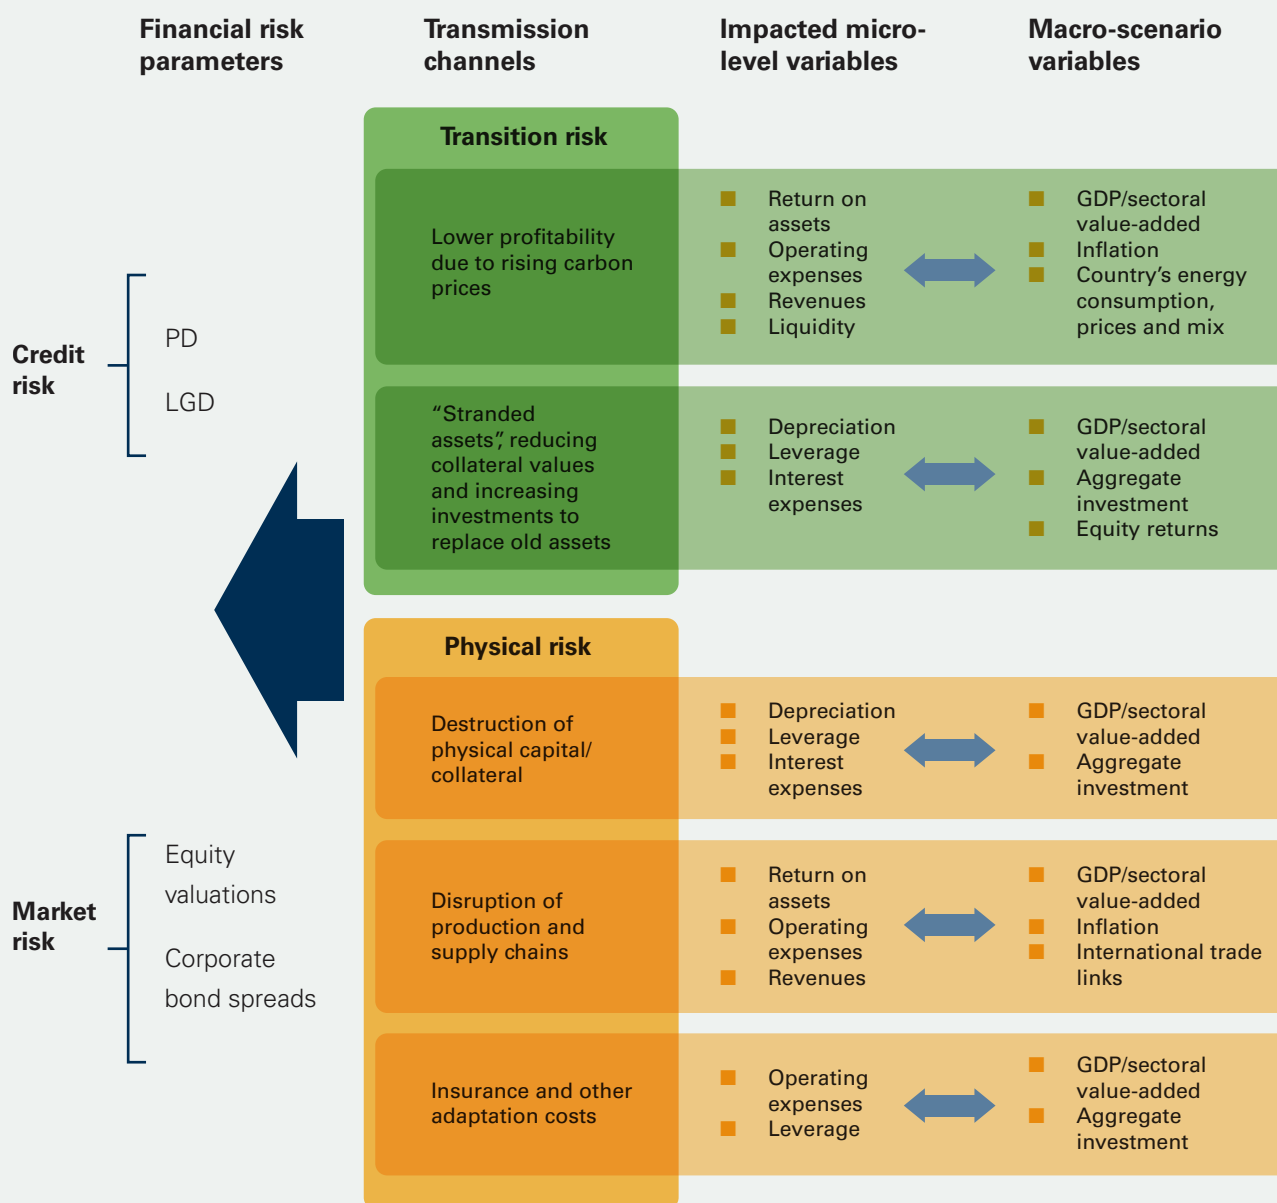 Financial risk
parameters
Transmission
channels
Impacted micro-
level variables
Macro-scenario
variables
Credit
risk
PD
LGD
Market
risk
Equity
valuations
Corporate
bond spreads
Transition risk
Lower profitability
due to rising carbon
prices
Return on
assets
Operating
expenses
Revenues
Liquidity
GDP/sectoral
value-added
Inflation
Country's energy
consumption,
prices and mix
“Stranded
assets”, reducing
collateral values
and increasing
investments to
replace old assets
Depreciation
Leverage
Interest
expenses
GDP/sectoral
value-added
Aggregate
investment
Equity returns
Physical risk
Destruction of
physical capital/
collateral
Depreciation
Leverage
Interest
expenses
GDP/sectoral
value-added
Aggregate
investment
Disruption of
production and
supply chains
Return on
assets
Operating
expenses
Revenues
GDP/sectoral
value-added
Inflation
International trade
links
Insurance and other
adaptation costs
Operating
expenses
Leverage
GDP/sectoral
value-added
Aggregate
investment